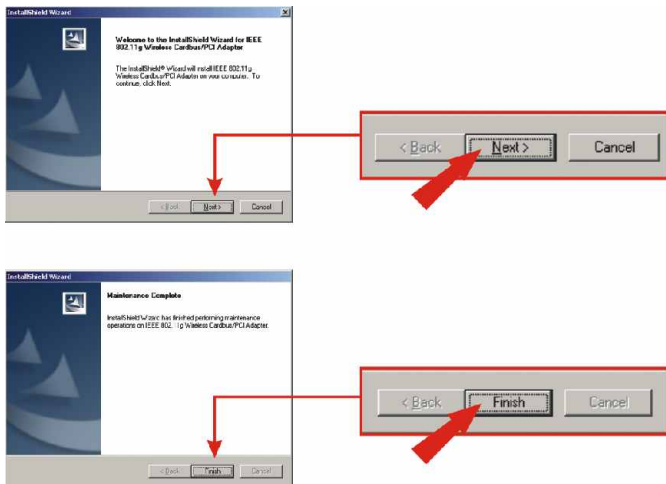 InstallShield Wizard
Welcome to the InstallShield Wizard for IEEE
802.11g Wireless Cardbus/PCI Adapter
The InstallShield® Wizard will install IEEE 802.11g
Wireless Cardbus/PCI Adapter on your computer. To
continue, click Next.
< Back Next > Cancel
< Back Next > Cancel
InstallShield Wizard
Maintenance Complete
InstallShield Wizard has finished performing maintenance
operations on IEEE 802.11g Wireless Cardbus/PCI Adapter.
< Back Finish Cancel
< Back Finish Cancel